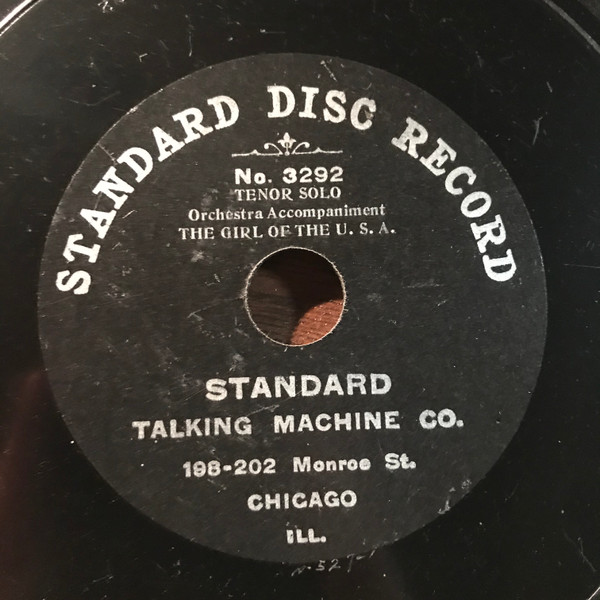 STANDARD DISC RECORD
No. 3292
TENOR SOLO
Orchestra Accompaniment
THE GIRL OF THE U. S. A.
STANDARD
TALKING MACHINE CO.
198-202 Monroe St.
CHICAGO
ILL.